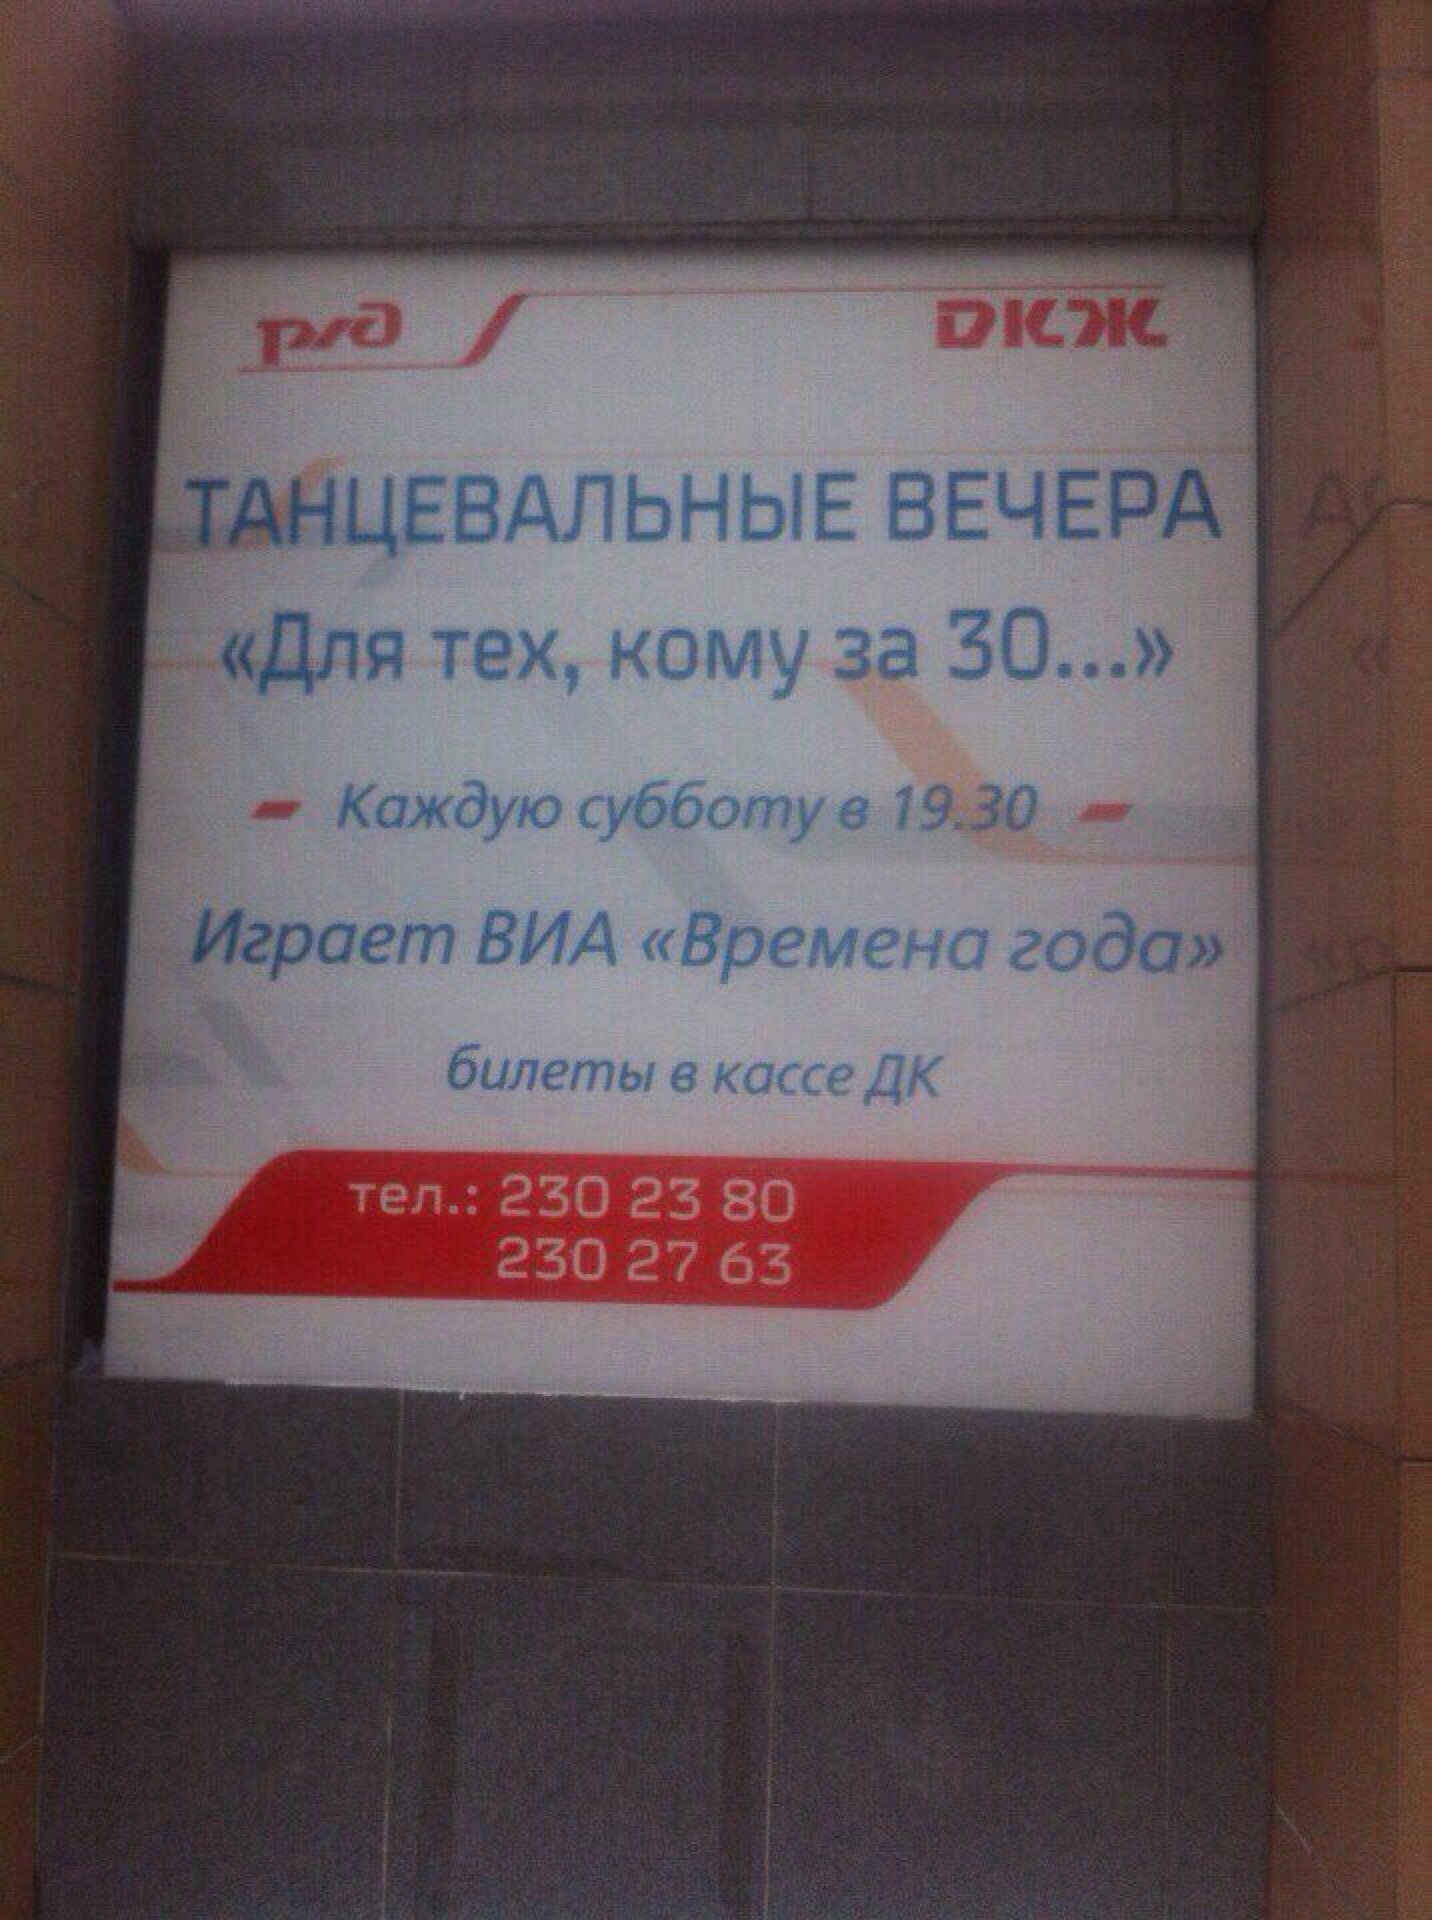 ржд
ДКЖ
ТАНЦЕВАЛЬНЫЕ ВЕЧЕРА
«Для тех, кому за 30...»
- Каждую субботу в 19.30 -
Играет ВИА «Времена года»
билеты в кассе ДК
тел.: 230 23 80
230 27 63